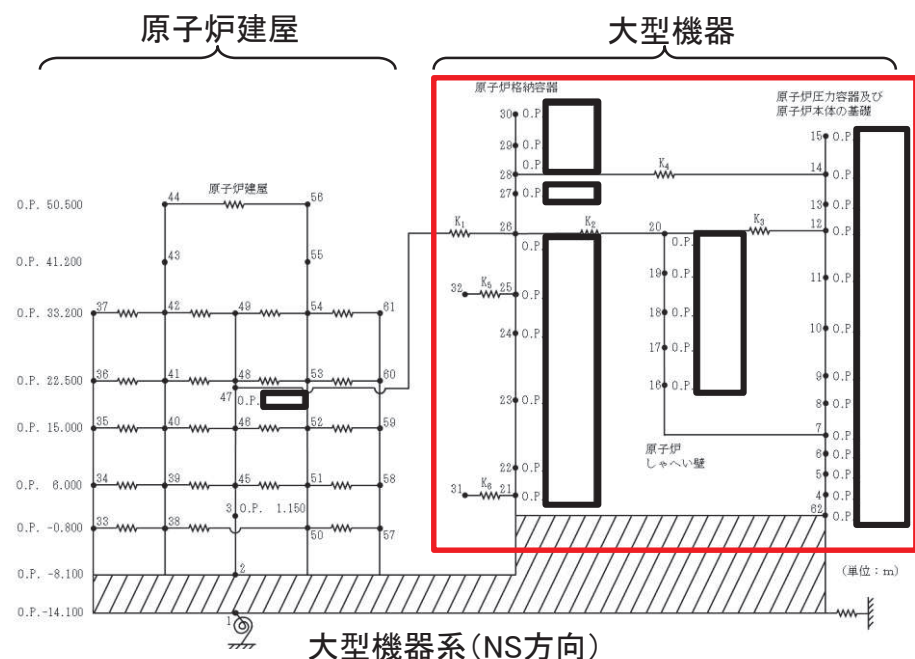 原子炉建屋
大型機器
原子炉格納容器
原子炉圧力容器及び
原子炉本体の基礎
原子炉建屋
O.P. 50.500
O.P. 41.200
O.P. 33.200
O.P. 22.500
O.P. 15.000
O.P. 6.000
O.P. -0.800
O.P. -8.100
O.P.-14.100
44 56
43 55
37 42 49 54 61
36 41 48 53 60
47 O.P.
35 40 46 52 59
34 39 45 51 58
3 O.P. 1.150
33 38 50 57
2
1
30 O.P.
29 O.P.
O.P.
28
27 O.P.
K1 26 K2 20 K3 12
O.P.
32 K5 25
O.P.
24 O.P.
23 O.P.
22 O.P.
31 K6 21 O.P.
K4
O.P.
19 O.P.
18 O.P.
17 O.P.
16 O.P.
原子炉
しゃへい壁
15 O.P.
14 O.P.
13 O.P.
O.P.
11 O.P.
10 O.P.
9 O.P.
8 O.P.
7 O.P.
6 O.P.
5 O.P.
4 O.P.
62 O.P.
(単位:m)
大型機器系(NS方向)